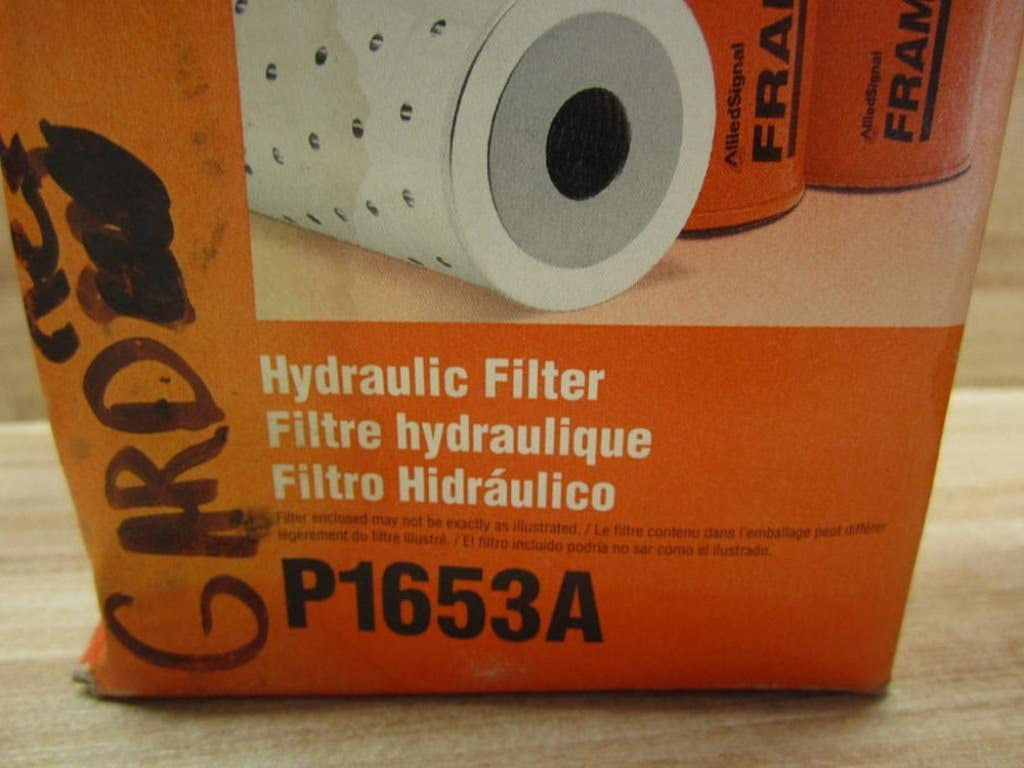 AlliedSignal
FRAM
AlliedSignal
FRAM
Hydraulic Filter
Filtre hydraulique
Filtro Hidráulico
Filter enclosed may not be exactly as illustrated. / Le filtre contenu dans l'emballage peut différer
légèrement du filtre illustré. / El filtro incluido podría no ser como el ilustrado.
P1653A